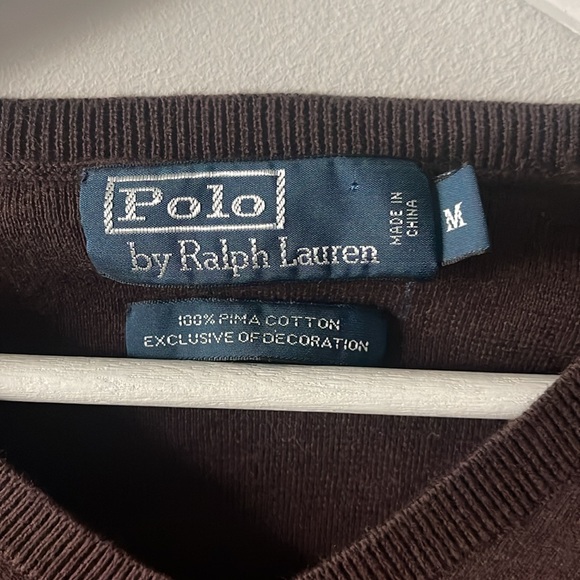 Polo
by Ralph Lauren
MADE IN
CHINA
M
100% PIMA COTTON
EXCLUSIVE OF DECORATION